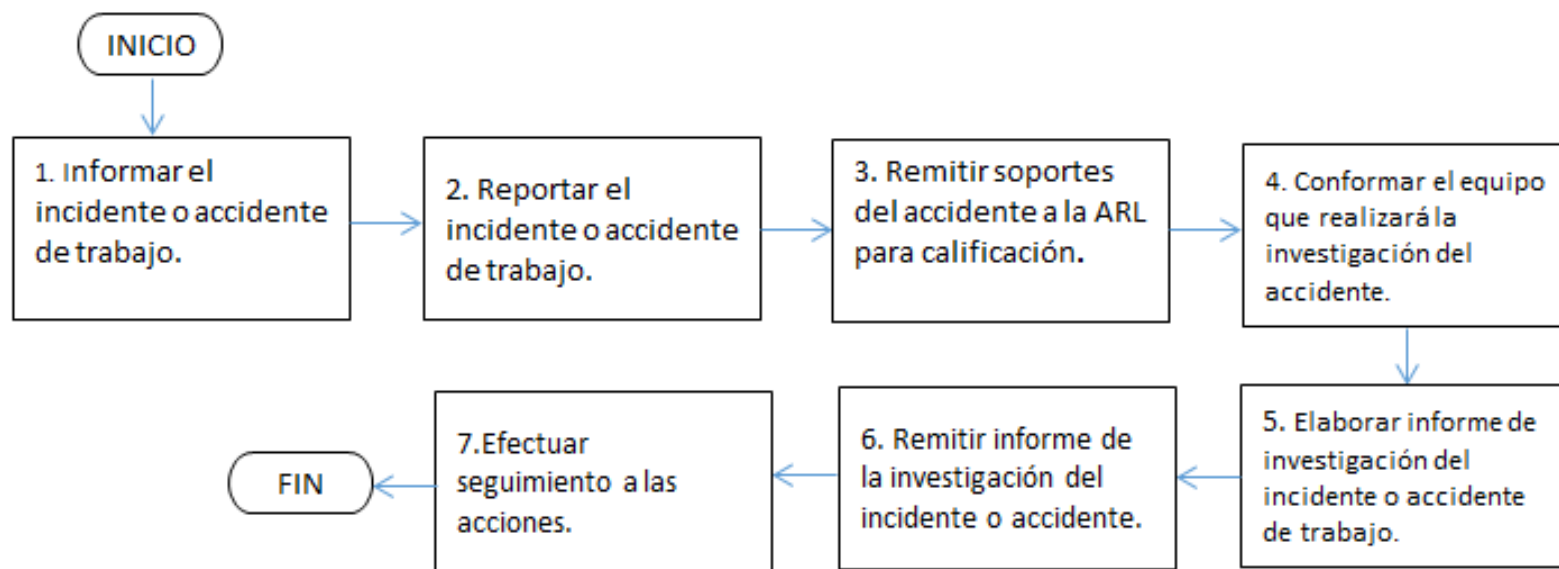 INICIO
1. Informar el
incidente o accidente
de trabajo.
2. Reportar el
incidente o accidente
de trabajo.
3. Remitir soportes
del accidente a la ARL
para calificación.
4. Conformar el equipo
que realizará la
investigación del
accidente.
5. Elaborar informe de
investigación del
incidente o accidente
de trabajo.
6. Remitir informe de
la investigación del
incidente o accidente.
7.Efectuar
seguimiento a las
acciones.
FIN